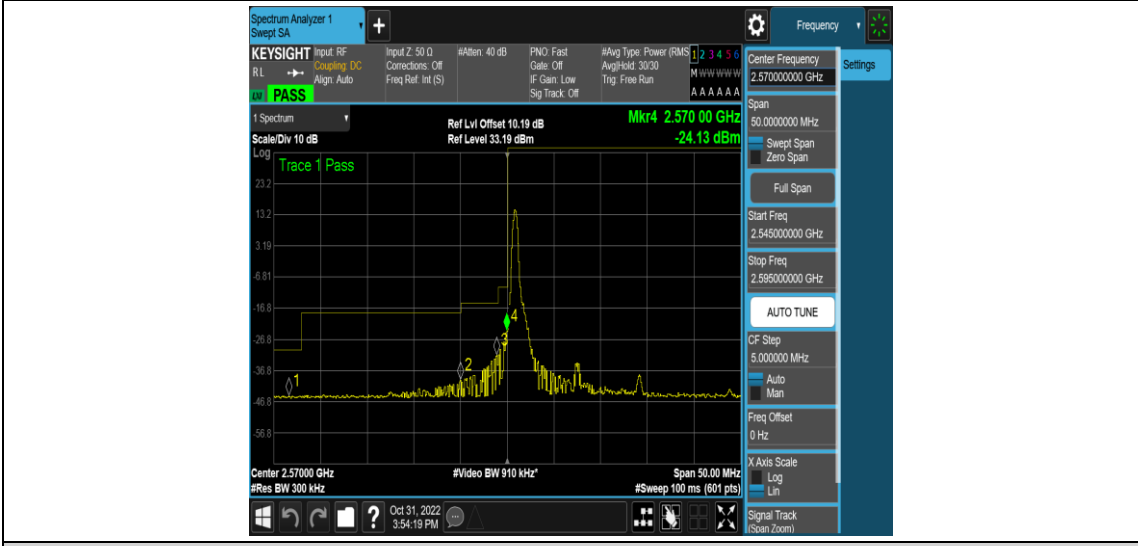 Spectrum Analyzer 1
Swept SA
+
Frequency
KEYSIGHT
R L
LXI
PASS
Input: RF
Coupling: DC
Align: Auto
Input Z: 50 Ω
Corrections: Off
Freq Ref: Int (S)
#Atten: 40 dB
PNO: Fast
Gate: Off
IF Gain: Low
Sig Track: Off
#Avg Type: Power (RMS
Avg|Hold: 30/30
Trig: Free Run
1 2 3 4 5 6
M W W W W W
A A A A A A
1 Spectrum
Scale/Div 10 dB
Ref Lvl Offset 10.19 dB
Ref Level 33.19 dBm
Mkr4 2.570 00 GHz
-24.13 dBm
Log
Trace 1 Pass
23.2
13.2
3.19
-6.81
-16.8
-26.8
-36.8
-46.8
-56.8
1
2
3
4
Center 2.57000 GHz
#Res BW 300 kHz
#Video BW 910 kHz*
Span 50.00 MHz
#Sweep 100 ms (601 pts)
?
Oct 31, 2022
3:54:19 PM
Center Frequency
2.570000000 GHz
Settings
Span
50.0000000 MHz
Swept Span
Zero Span
Full Span
Start Freq
2.545000000 GHz
Stop Freq
2.595000000 GHz
AUTO TUNE
CF Step
5.000000 MHz
Auto
Man
Freq Offset
0 Hz
X Axis Scale
Log
Lin
Signal Track
(Span Zoom)